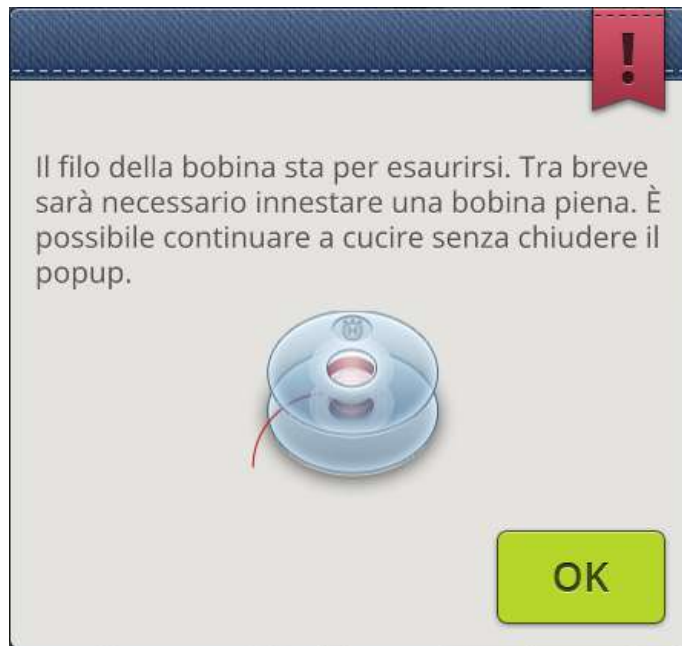 !
Il filo della bobina sta per esaurirsi. Tra breve
sarà necessario innestare una bobina piena. È
possibile continuare a cucire senza chiudere il
popup.
OK